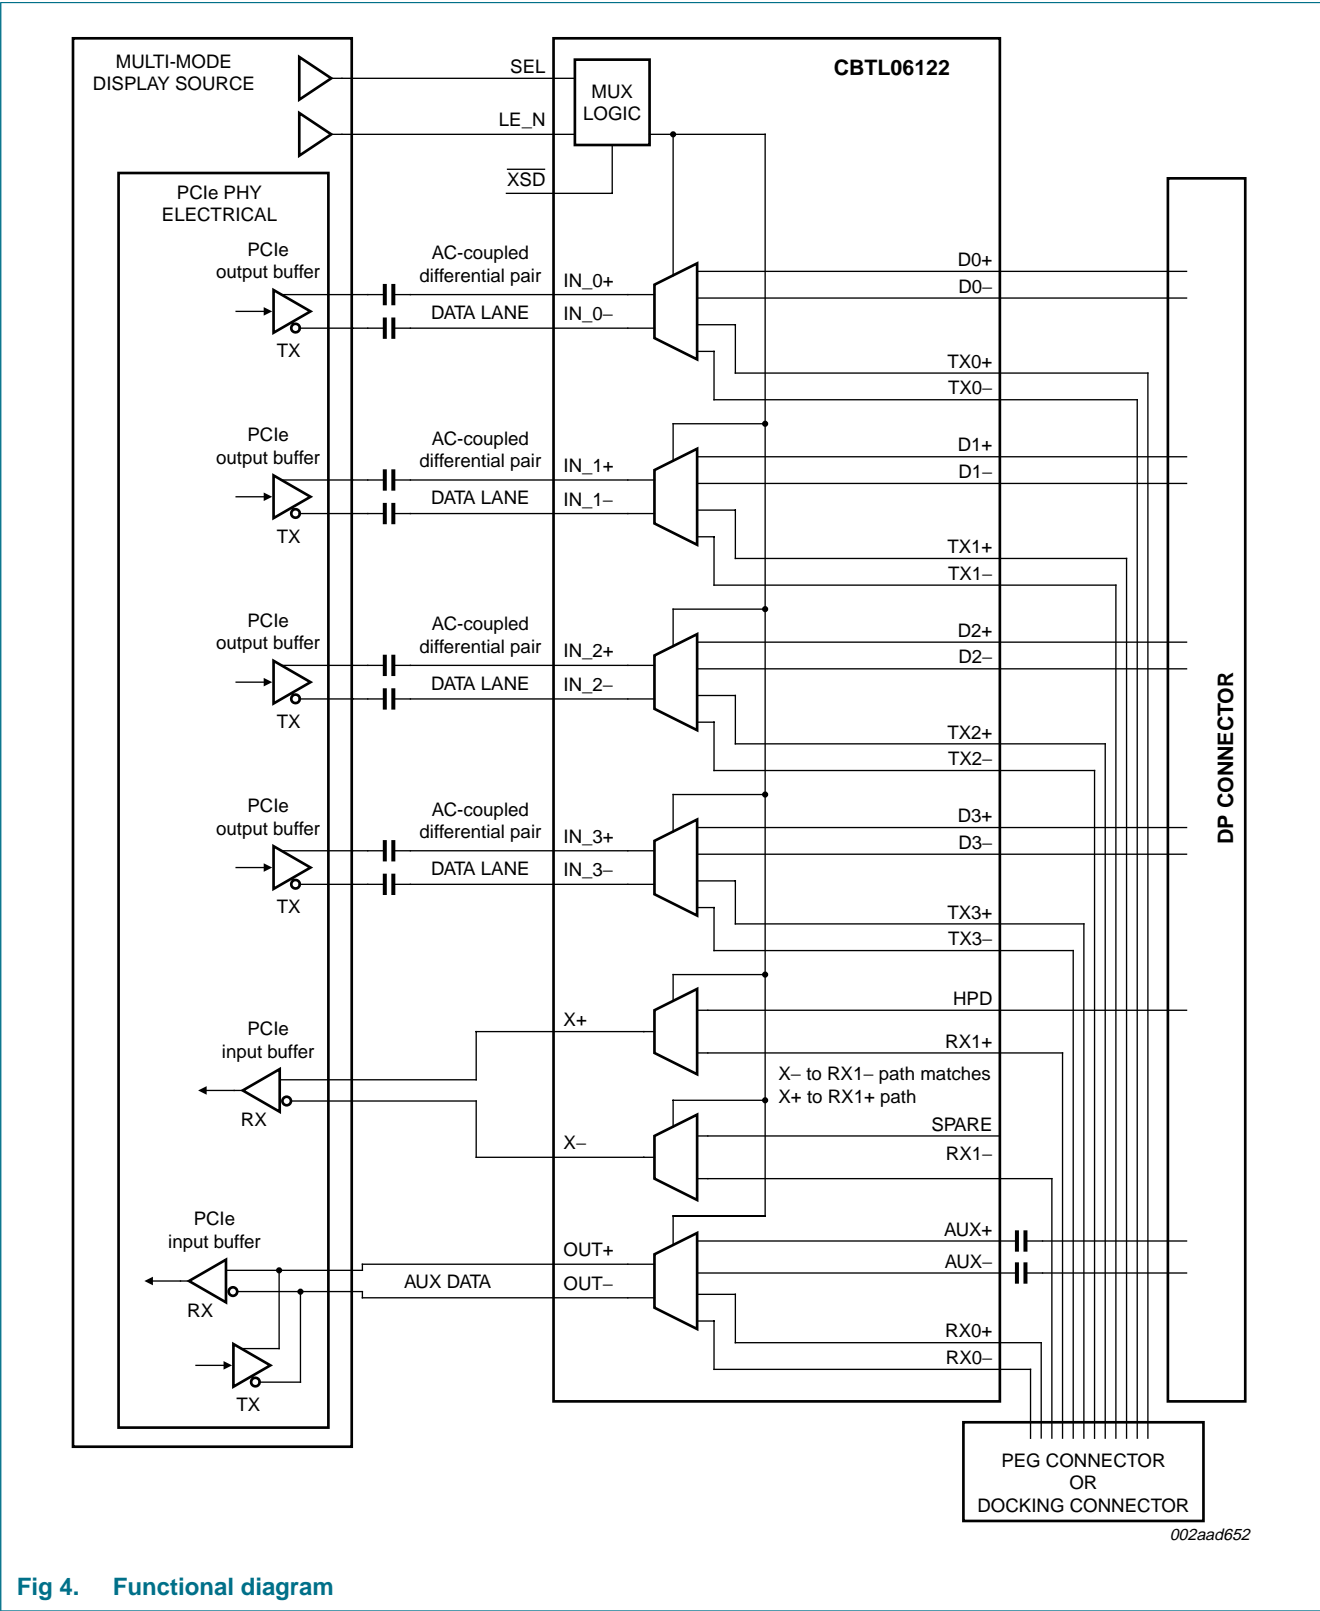 MULTI-MODE
DISPLAY SOURCE
SEL
LE_N
XSD
MUX
LOGIC
CBTL06122
PCIe PHY
ELECTRICAL
PCIe
output buffer
TX
AC-coupled
differential pair
DATA LANE
IN_0+
IN_0−
D0+
D0−
TX0+
TX0−
PCIe
output buffer
TX
AC-coupled
differential pair
DATA LANE
IN_1+
IN_1−
D1+
D1−
TX1+
TX1−
PCIe
output buffer
TX
AC-coupled
differential pair
DATA LANE
IN_2+
IN_2−
D2+
D2−
TX2+
TX2−
PCIe
output buffer
TX
AC-coupled
differential pair
DATA LANE
IN_3+
IN_3−
D3+
D3−
TX3+
TX3−
DP CONNECTOR
PCIe
input buffer
RX
X+
X−
HPD
RX1+
X− to RX1− path matches
X+ to RX1+ path
SPARE
RX1−
PCIe
input buffer
RX
TX
AUX DATA
OUT+
OUT−
AUX+
AUX−
RX0+
RX0−
PEG CONNECTOR
OR
DOCKING CONNECTOR
002aad652
Fig 4. Functional diagram